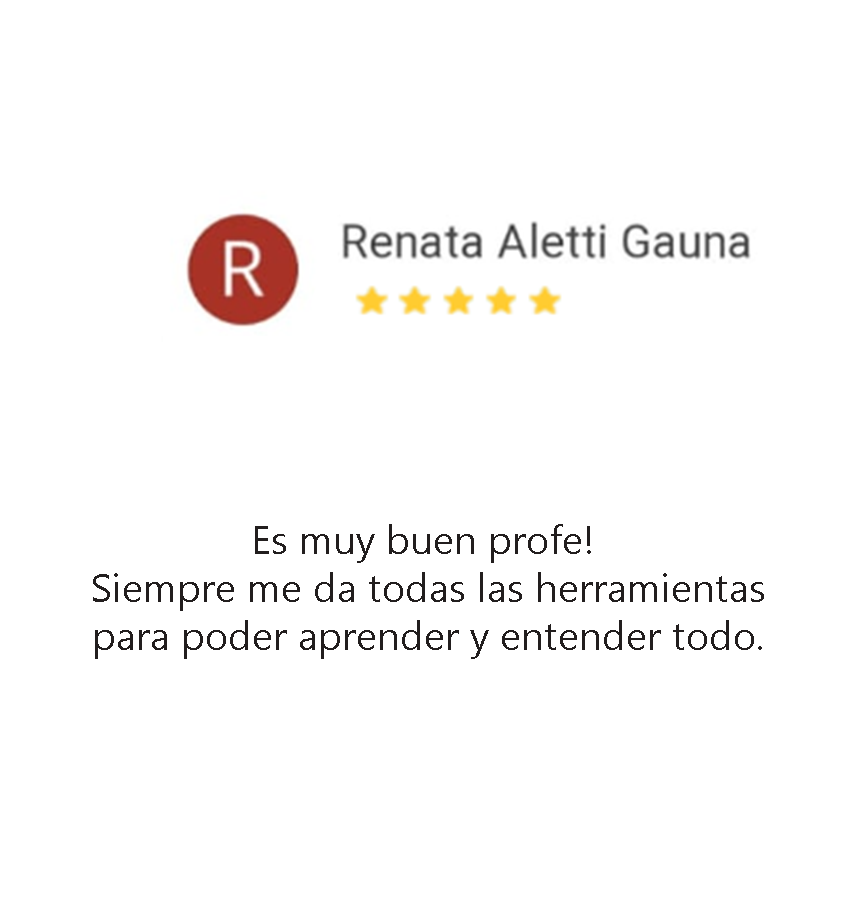 R
Renata Aletti Gauna
Es muy buen profe!
Siempre me da todas las herramientas
para poder aprender y entender todo.